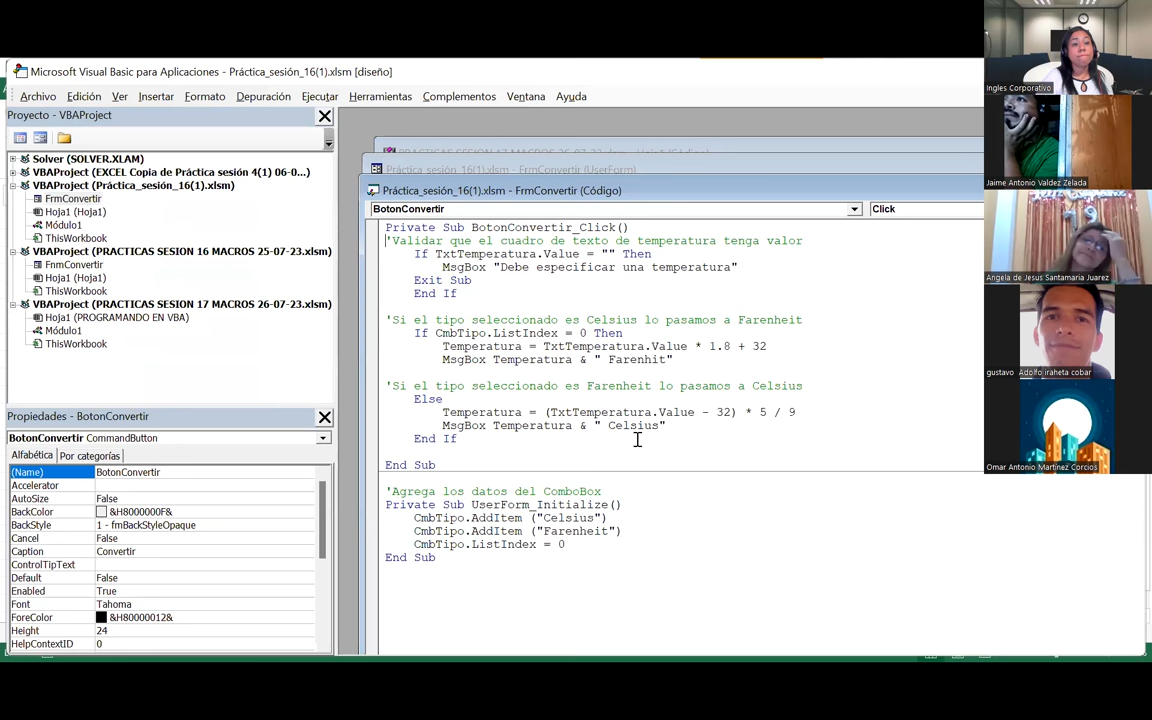 Microsoft Visual Basic para Aplicaciones - Práctica_sesión_16(1).xlsm [diseño]
Archivo Edición Ver Insertar Formato Depuración Ejecutar Herramientas Complementos Ventana Ayuda
Proyecto - VBAProject
Solver (SOLVER.XLAM)
VBAProject (EXCEL Copia de Práctica sesión 4(1) 06-0...)
VBAProject (Práctica_sesión_16(1).xlsm)
FrmConvertir
Hoja1 (Hoja1)
Módulo1
ThisWorkbook
VBAProject (PRACTICAS SESION 16 MACROS 25-07-23.xlsm)
FrmConvertir
Hoja1 (Hoja1)
ThisWorkbook
VBAProject (PRACTICAS SESION 17 MACROS 26-07-23.xlsm)
Hoja1 (PROGRAMANDO EN VBA)
Módulo1
ThisWorkbook
Propiedades - BotonConvertir
BotonConvertir CommandButton
Alfabética Por categorías
(Name) BotonConvertir
Accelerator
AutoSize False
BackColor &H8000000F&
BackStyle 1 - fmBackStyleOpaque
Cancel False
Caption Convertir
ControlTipText
Default False
Enabled True
Font Tahoma
ForeColor &H80000012&
Height 24
HelpContextID 0
Práctica_sesión_16(1).xlsm - FrmConvertir (UserForm)
Práctica_sesión_16(1).xlsm - FrmConvertir (Código)
BotonConvertir Click
Private Sub BotonConvertir_Click()
'Validar que el cuadro de texto de temperatura tenga valor
If TxtTemperatura.Value = "" Then
MsgBox "Debe especificar una temperatura"
Exit Sub
End If
'Si el tipo seleccionado es Celsius lo pasamos a Farenheit
If CmbTipo.ListIndex = 0 Then
Temperatura = TxtTemperatura.Value * 1.8 + 32
MsgBox Temperatura & " Farenhit"
'Si el tipo seleccionado es Farenheit lo pasamos a Celsius
Else
Temperatura = (TxtTemperatura.Value - 32) * 5 / 9
MsgBox Temperatura & " Celsius"
End If
End Sub
'Agrega los datos del ComboBox
Private Sub UserForm_Initialize()
CmbTipo.AddItem ("Celsius")
CmbTipo.AddItem ("Farenheit")
CmbTipo.ListIndex = 0
End Sub
Ingles Corporativo
Jaime Antonio Valdez Zelada
Angela de Jesus Santamaria Juarez
gustavo Adolfo iraheta cobar
Omar Antonio Martínez Corcios